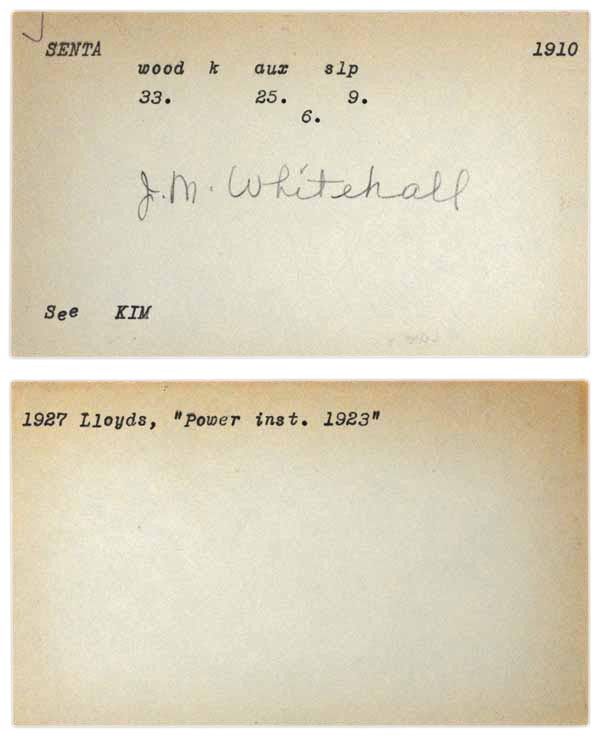 SENTA 1910
wood k aux slp
33. 25. 9.
6.
J. M. Whitehall
See KIM
1927 Lloyds, "Power inst. 1923"